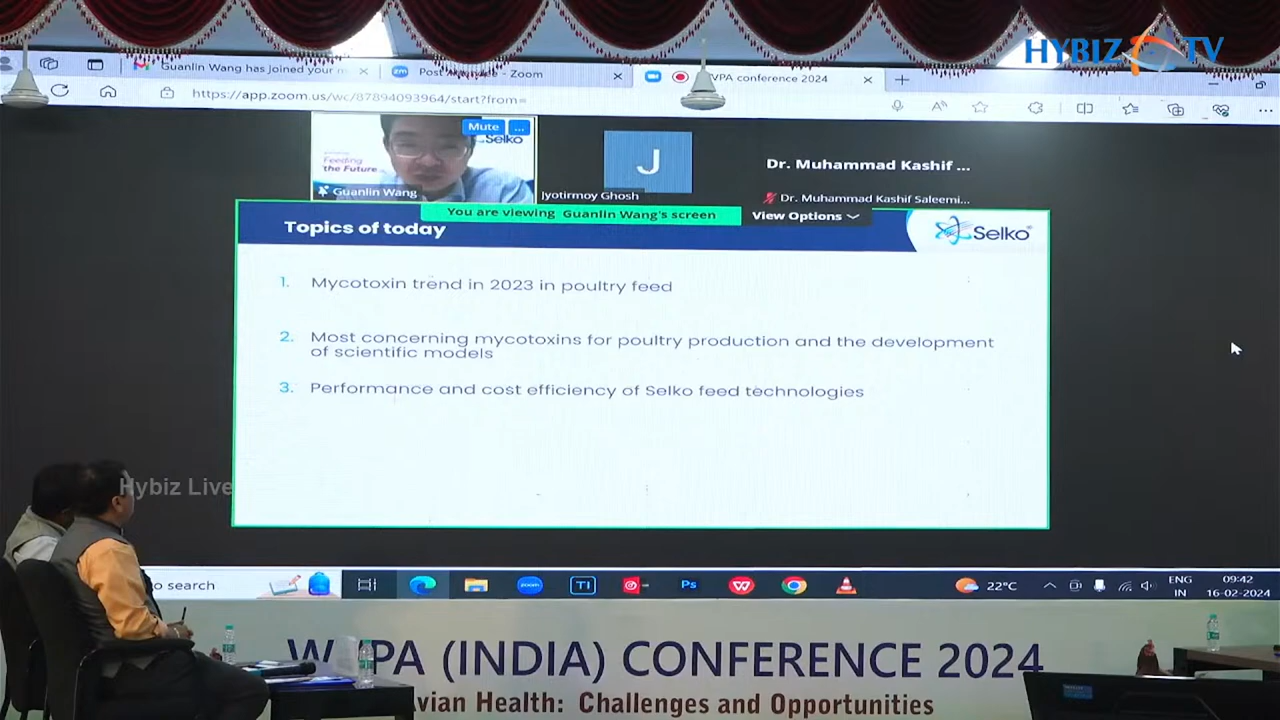 HYBIZ TV
Guanlin Wang has joined your
Zoom
VPA conference 2024
https://app.zoom.us/wc/87894093964/start?from=
Mute
...
Selko
Feeding
the Future
Guanlin Wang
J
Jyotirmoy Ghosh
Dr. Muhammad Kashif ...
Dr. Muhammad Kashif Saleemi...
You are viewing Guanlin Wang's screen
View Options
Topics of today
Selko
1. Mycotoxin trend in 2023 in poultry feed
2. Most concerning mycotoxins for poultry production and the development
of scientific models
3. Performance and cost efficiency of Selko feed technologies
Hybiz Live
o search
zoom
TI
Ps
22°C
ENG
IN
09:42
16-02-2024
PA (INDIA) CONFERENCE 2024
vian Health: Challenges and Opportunities